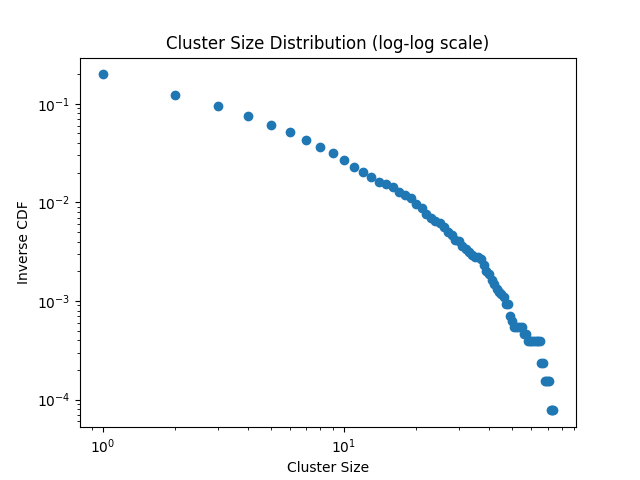 Cluster Size Distribution (log-log scale)
Inverse CDF
10⁻¹
10⁻²
10⁻³
10⁻⁴
10⁰
10¹
Cluster Size